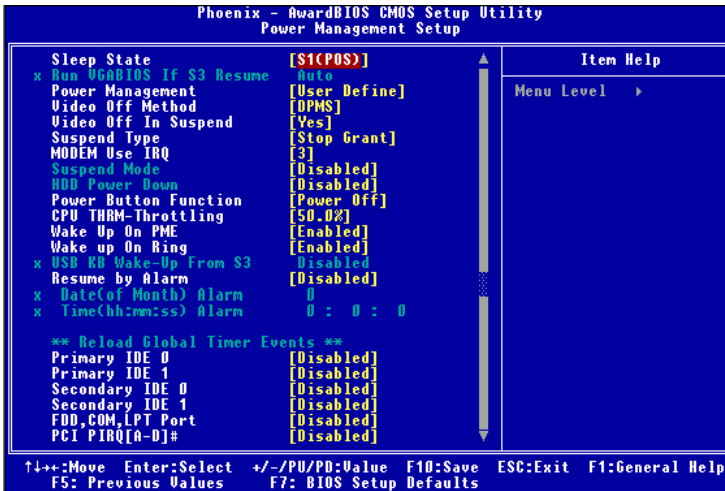 Phoenix - AwardBIOS CMOS Setup Utility
Power Management Setup
Sleep State [S1(POS)]
x Run VGABIOS If S3 Resume Auto
Power Management [User Define]
Video Off Method [DPMS]
Video Off In Suspend [Yes]
Suspend Type [Stop Grant]
MODEM Use IRQ [3]
Suspend Mode [Disabled]
HDD Power Down [Disabled]
Power Button Function [Power Off]
CPU THRM-Throttling [50.0%]
Wake Up On PME [Enabled]
Wake up On Ring [Enabled]
x USB KB Wake-Up From S3 Disabled
Resume by Alarm [Disabled]
x Date(of Month) Alarm 0
x Time(hh:mm:ss) Alarm 0 : 0 : 0
** Reload Global Timer Events **
Primary IDE 0 [Disabled]
Primary IDE 1 [Disabled]
Secondary IDE 0 [Disabled]
Secondary IDE 1 [Disabled]
FDD,COM,LPT Port [Disabled]
PCI PIRQ[A-D]# [Disabled]
Item Help
Menu Level ▸
↑↓→←:Move Enter:Select +/-/PU/PD:Value F10:Save ESC:Exit F1:General Help
F5: Previous Values F7: BIOS Setup Defaults